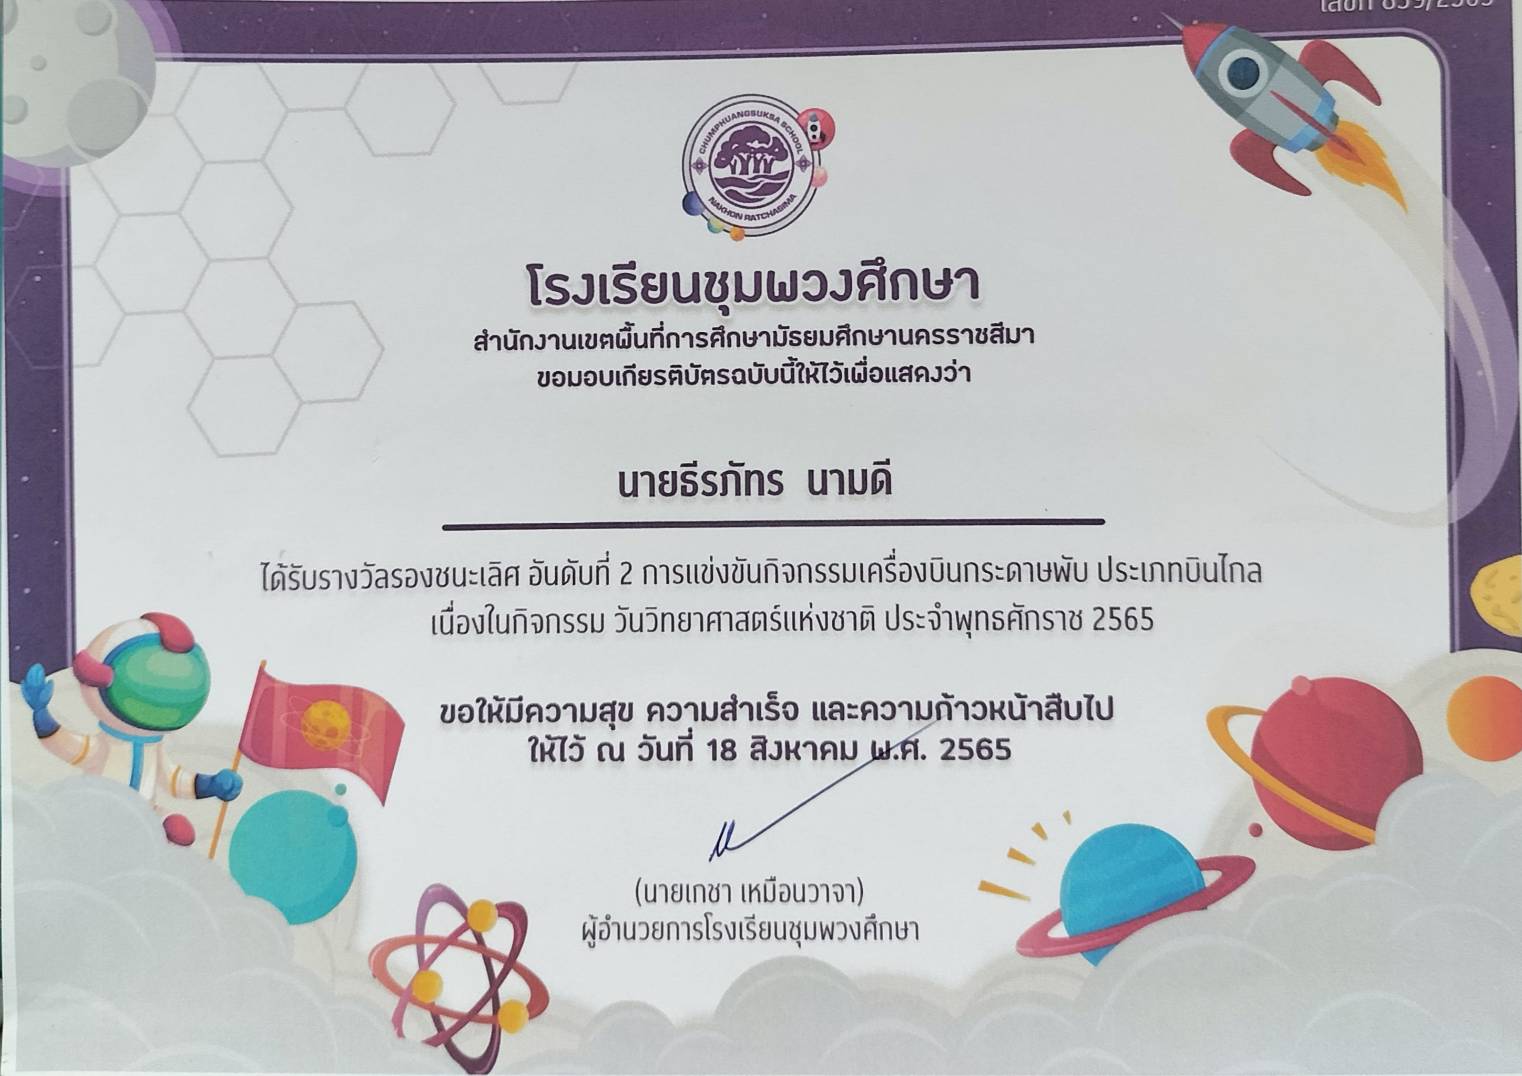 เลขที่ 859/2565
CHUMPHUANGSUKSA SCHOOL
NAKHON RATCHASIMA
โรงเรียนชุมพวงศึกษา
สำนักงานเขตพื้นที่การศึกษามัธยมศึกษานครราชสีมา
ขอมอบเกียรติบัตรฉบับนี้ให้ไว้เพื่อแสดงว่า
นายธีรภัทร นามดี
ได้รับรางวัลรองชนะเลิศ อันดับที่ 2 การแข่งขันกิจกรรมเครื่องบินกระดาษพับ ประเภทบินไกล
เนื่องในกิจกรรม วันวิทยาศาสตร์แห่งชาติ ประจำพุทธศักราช 2565
ขอให้มีความสุข ความสำเร็จ และความก้าวหน้าสืบไป
ให้ไว้ ณ วันที่ 18 สิงหาคม พ.ศ. 2565
(นายเกชา เหมือนวาจา)
ผู้อำนวยการโรงเรียนชุมพวงศึกษา